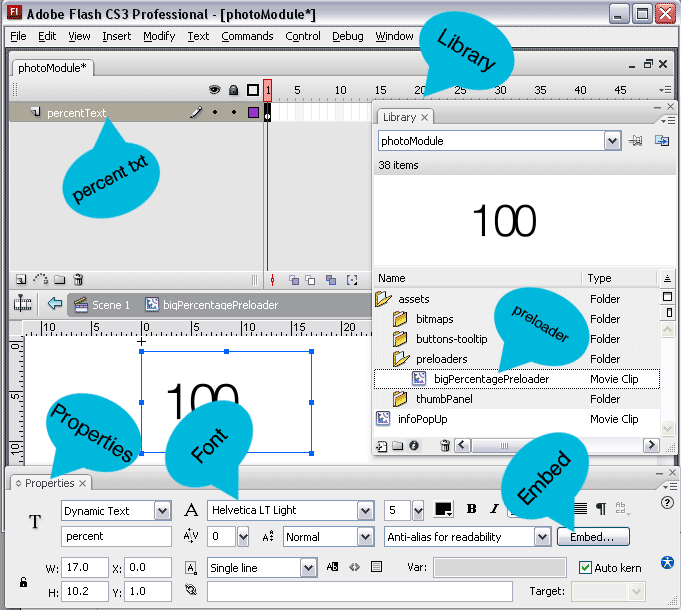 Adobe Flash CS3 Professional - [photoModule*]
File Edit View Insert Modify Text Commands Control Debug Window
Library
photoModule*
1 5 10 15 20 25 30 35 40 45
percentText
percent txt
Library
photoModule
38 items
100
Name Type
assets Folder
bitmaps Folder
buttons-tooltip Folder
preloaders Folder
bigPercentagePreloader Movie Clip
thumbPanel Folder
infoPopUp Movie Clip
preloader
Scene 1 bigPercentagePreloader
10 0 5 10 15 20
0
5
10
100
Properties
Font
Embed
Properties
T Dynamic Text A Helvetica LT Light 5 B I
percent A|V 0 Normal Anti-alias for readability Embed...
W: 17.0 X: 0.0 Single line AB <> Var: Auto kern
H: 10.2 Y: 1.0 Target: